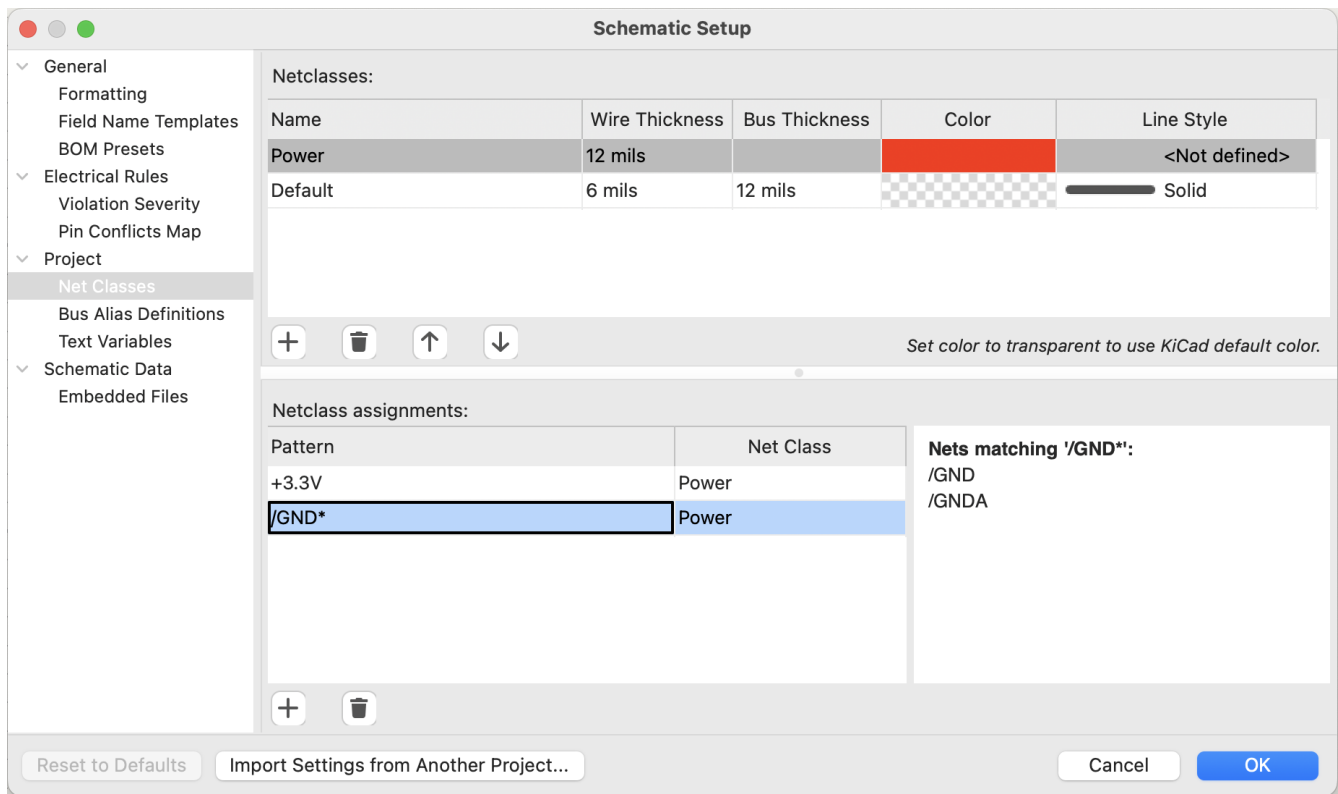 Schematic Setup
General
Formatting
Field Name Templates
BOM Presets
Electrical Rules
Violation Severity
Pin Conflicts Map
Project
Net Classes
Bus Alias Definitions
Text Variables
Schematic Data
Embedded Files
Netclasses:
Name Wire Thickness Bus Thickness Color Line Style
Power 12 mils <Not defined>
Default 6 mils 12 mils Solid
Set color to transparent to use KiCad default color.
Netclass assignments:
Pattern Net Class
+3.3V Power
/GND* Power
Nets matching '/GND*':
/GND
/GNDA
Reset to Defaults Import Settings from Another Project... Cancel OK